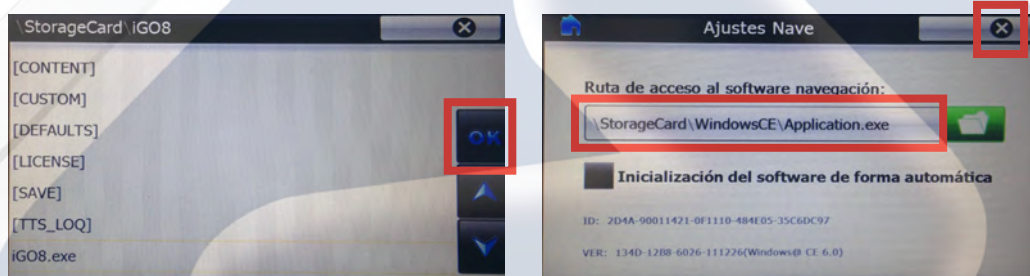 \StorageCard\iGO8
[CONTENT]
[CUSTOM]
[DEFAULTS]
[LICENSE]
[SAVE]
[TTS_LOQ]
iGO8.exe
OK
Ajustes Nave
Ruta de acceso al software navegación:
\StorageCard\WindowsCE\Application.exe
Inicialización del software de forma automática
ID: 2D4A-90011421-0F1110-484E05-35C6DC97
VER: 134D-12B8-6026-111226(Windows® CE 6.0)